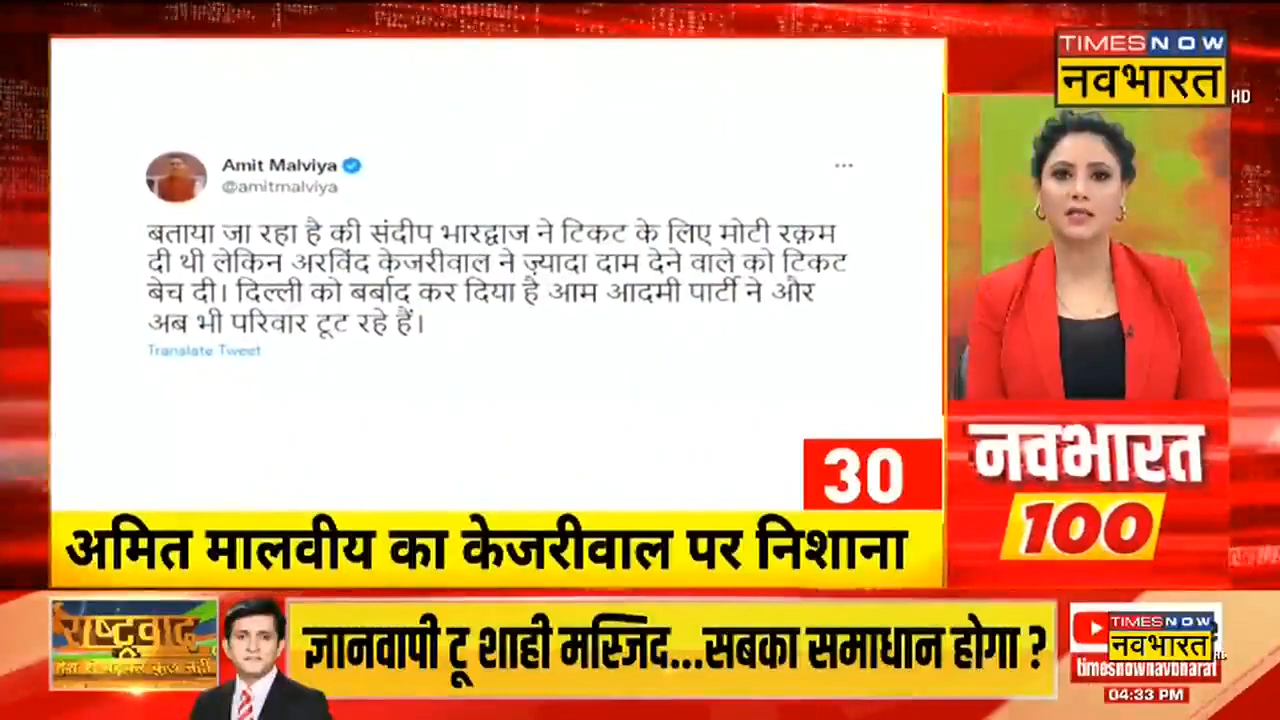 TIMES NOW
नवभारत
HD
Amit Malviya
@amitmalviya
बताया जा रहा है की संदीप भारद्वाज ने टिकट के लिए मोटी रक़म
दी थी लेकिन अरविंद केजरीवाल ने ज़्यादा दाम देने वाले को टिकट
बेच दी। दिल्ली को बर्बाद कर दिया है आम आदमी पार्टी ने और
अब भी परिवार टूट रहे हैं।
Translate Tweet
30
अमित मालवीय का केजरीवाल पर निशाना
नवभारत
100
राष्ट्रवाद
ज्ञानवापी टू शाही मस्जिद...सबका समाधान होगा ?
TIMES NOW
नवभारत
timesnownavbharat
04:33 PM